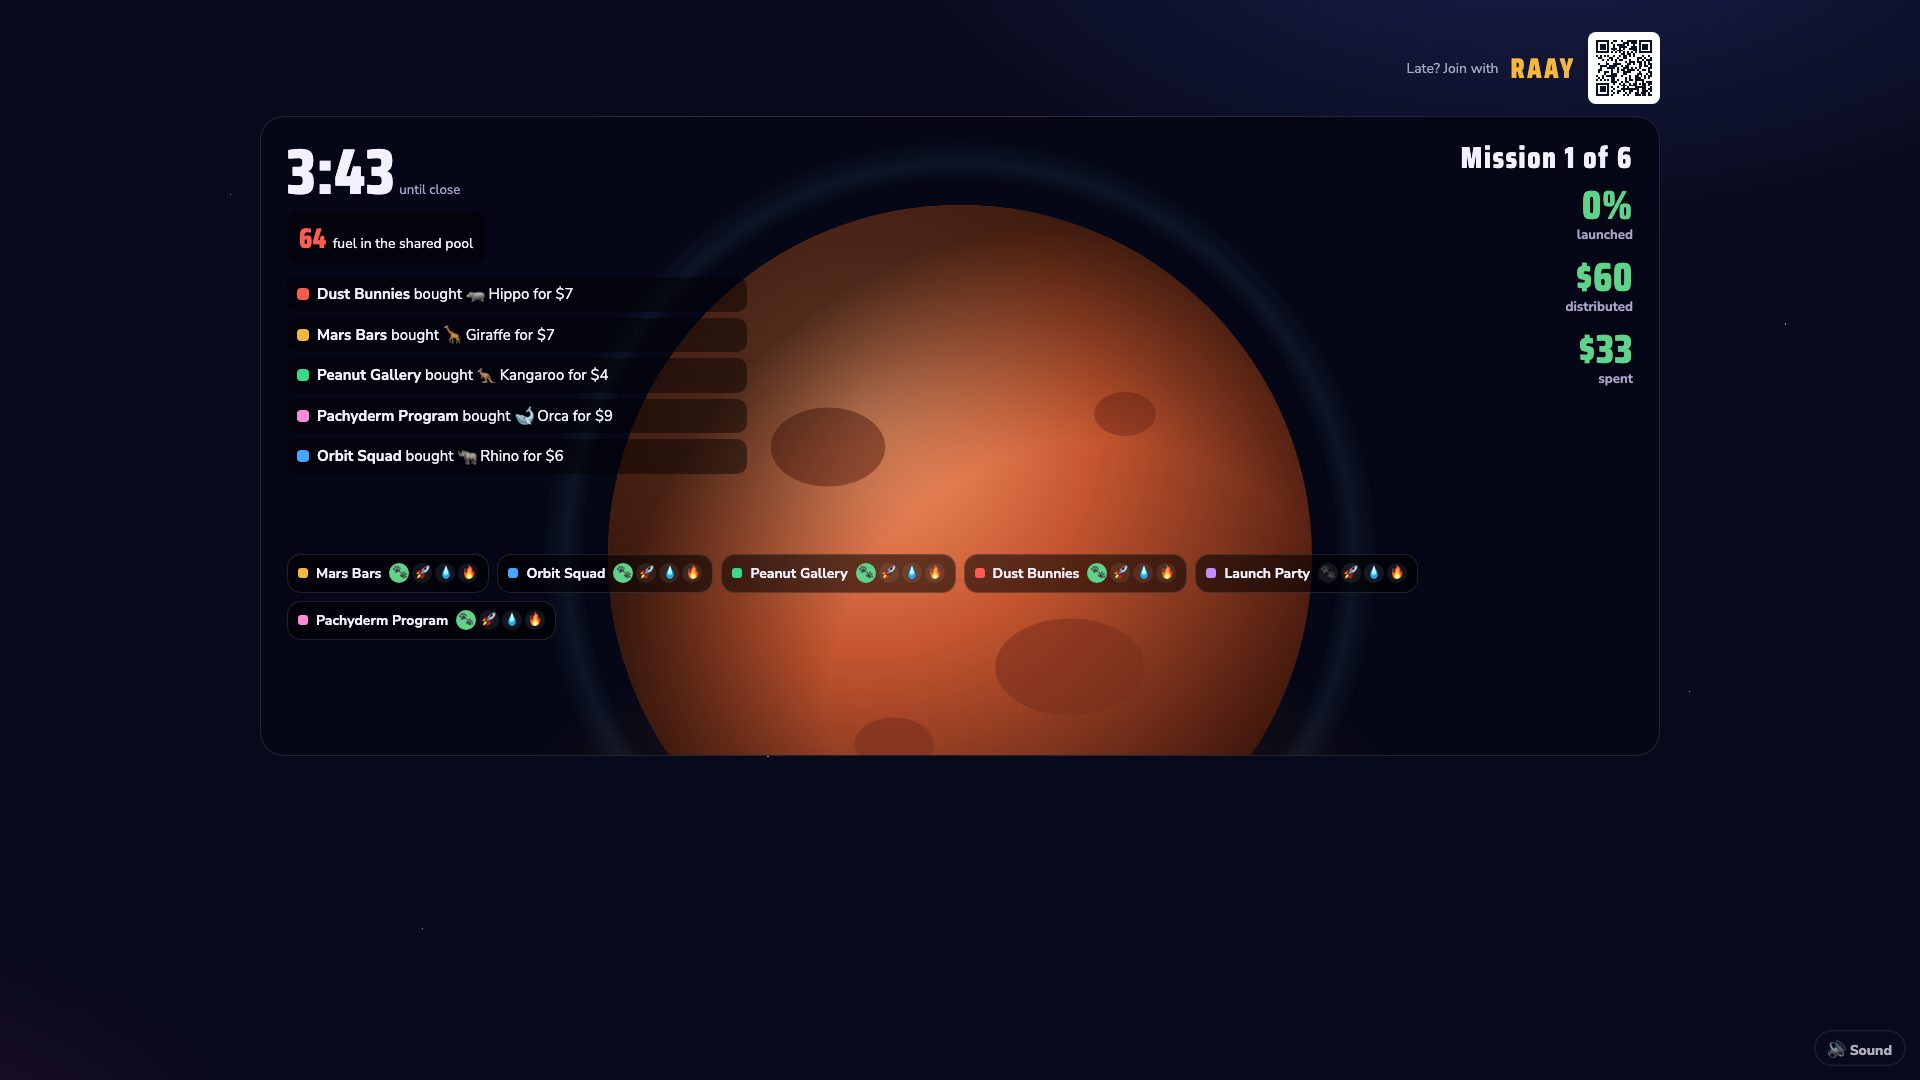 Late? Join with RAAY
3:43 until close
Mission 1 of 6
0%
launched
64 fuel in the shared pool
$60
distributed
Dust Bunnies bought Hippo for $7
Mars Bars bought Giraffe for $7
$33
spent
Peanut Gallery bought Kangaroo for $4
Pachyderm Program bought Orca for $9
Orbit Squad bought Rhino for $6
Mars Bars
Orbit Squad
Peanut Gallery
Dust Bunnies
Launch Party
Pachyderm Program
Sound